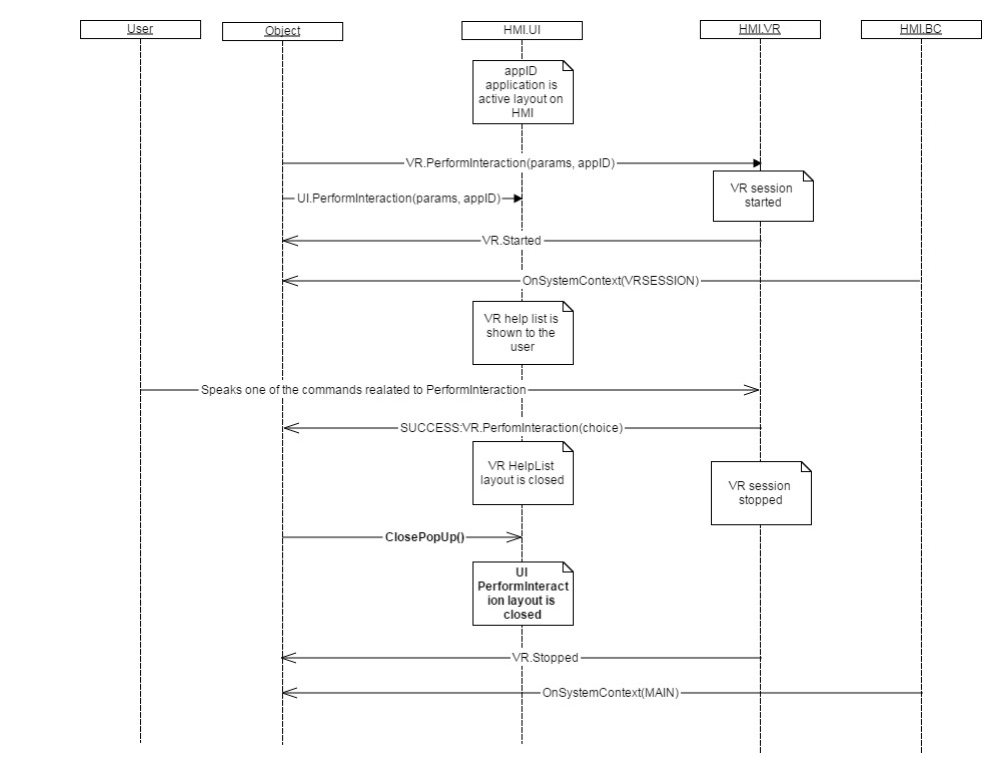 User
Object
HMI.UI
HMI.VR
HMI.BC
appID
application is
active layout on
HMI
VR.PerformInteraction(params, appID)
VR session
started
UI.PerformInteraction(params, appID)
VR.Started
OnSystemContext(VRSESSION)
VR help list is
shown to the
user
Speaks one of the commands realated to PerformInteraction
SUCCESS:VR.PerfomInteraction(choice)
VR HelpList
layout is closed
VR session
stopped
ClosePopUp()
UI
PerformInteract
ion layout is
closed
VR.Stopped
OnSystemContext(MAIN)